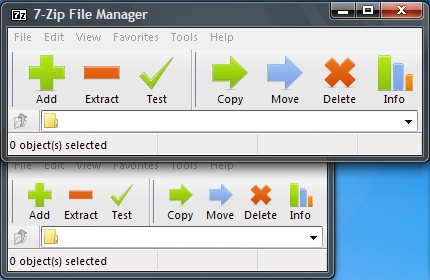 7-Zip File Manager
File Edit View Favorites Tools Help
Add Extract Test Copy Move Delete Info
0 object(s) selected
File Edit View Favorites Tools Help
Add Extract Test Copy Move Delete Info
0 object(s) selected